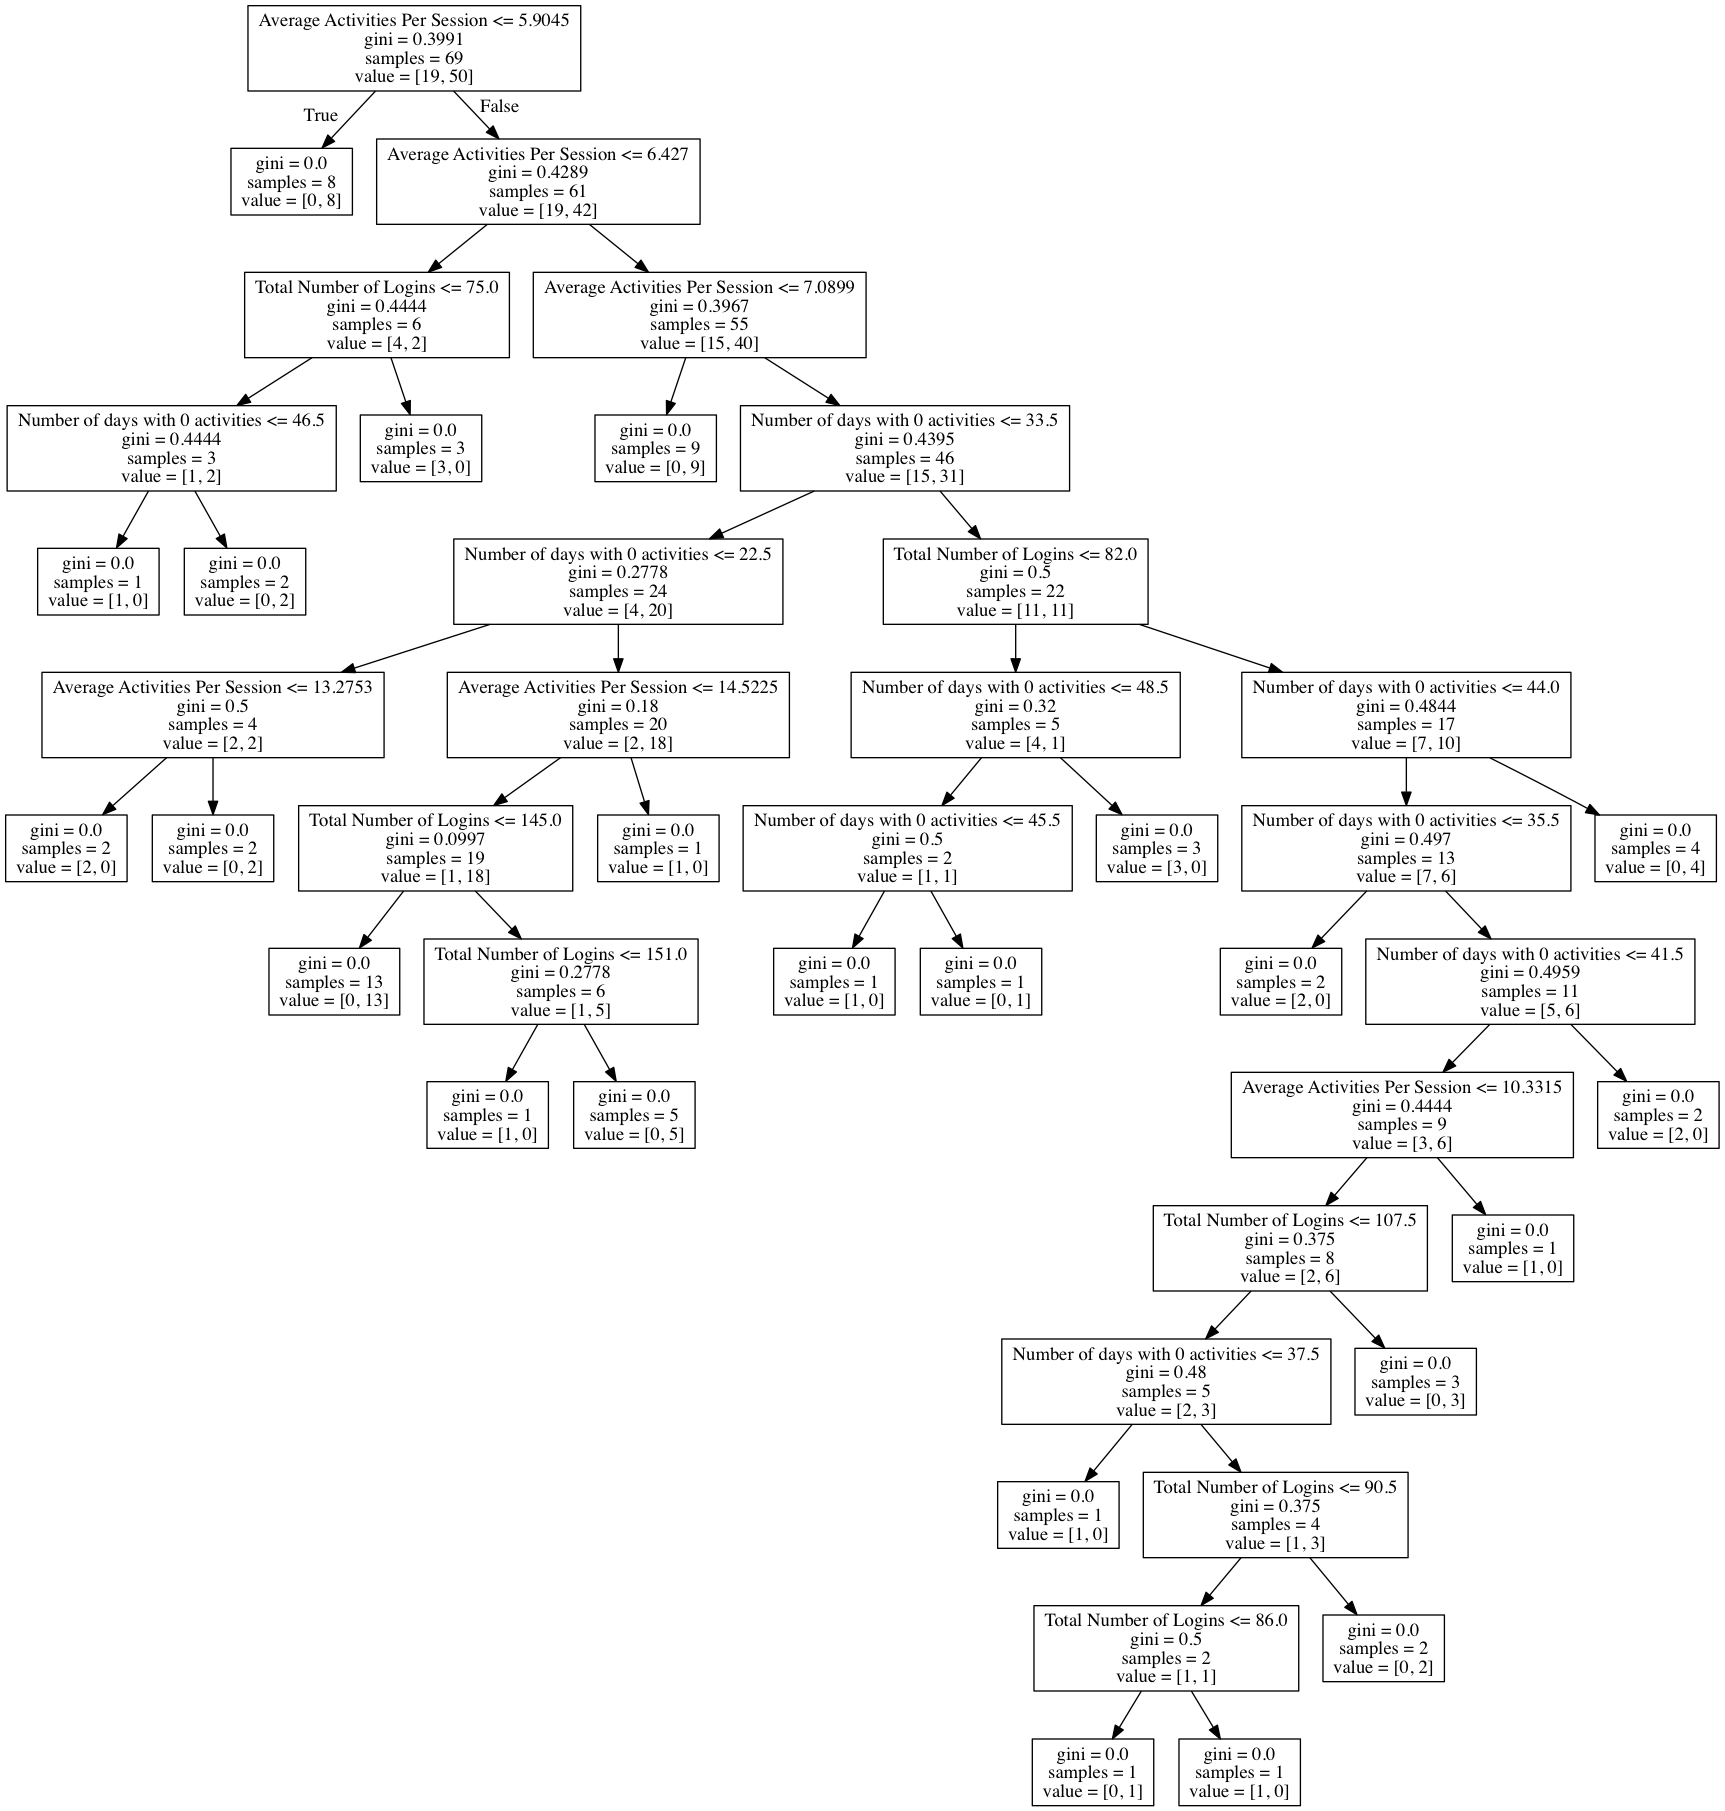 Average Activities Per Session <= 5.9045
gini = 0.3991
samples = 69
value = [19, 50]
True
False
gini = 0.0
samples = 8
value = [0, 8]
Average Activities Per Session <= 6.427
gini = 0.4289
samples = 61
value = [19, 42]
Total Number of Logins <= 75.0
gini = 0.4444
samples = 6
value = [4, 2]
Average Activities Per Session <= 7.0899
gini = 0.3967
samples = 55
value = [15, 40]
Number of days with 0 activities <= 46.5
gini = 0.4444
samples = 3
value = [1, 2]
gini = 0.0
samples = 3
value = [3, 0]
gini = 0.0
samples = 9
value = [0, 9]
Number of days with 0 activities <= 33.5
gini = 0.4395
samples = 46
value = [15, 31]
gini = 0.0
samples = 1
value = [1, 0]
gini = 0.0
samples = 2
value = [0, 2]
Number of days with 0 activities <= 22.5
gini = 0.2778
samples = 24
value = [4, 20]
Total Number of Logins <= 82.0
gini = 0.5
samples = 22
value = [11, 11]
Average Activities Per Session <= 13.2753
gini = 0.5
samples = 4
value = [2, 2]
Average Activities Per Session <= 14.5225
gini = 0.18
samples = 20
value = [2, 18]
Number of days with 0 activities <= 48.5
gini = 0.32
samples = 5
value = [4, 1]
Number of days with 0 activities <= 44.0
gini = 0.4844
samples = 17
value = [7, 10]
gini = 0.0
samples = 2
value = [2, 0]
gini = 0.0
samples = 2
value = [0, 2]
Total Number of Logins <= 145.0
gini = 0.0997
samples = 19
value = [1, 18]
gini = 0.0
samples = 1
value = [1, 0]
Number of days with 0 activities <= 45.5
gini = 0.5
samples = 2
value = [1, 1]
gini = 0.0
samples = 3
value = [3, 0]
Number of days with 0 activities <= 35.5
gini = 0.497
samples = 13
value = [7, 6]
gini = 0.0
samples = 4
value = [0, 4]
gini = 0.0
samples = 13
value = [0, 13]
Total Number of Logins <= 151.0
gini = 0.2778
samples = 6
value = [1, 5]
gini = 0.0
samples = 1
value = [1, 0]
gini = 0.0
samples = 1
value = [0, 1]
gini = 0.0
samples = 2
value = [2, 0]
Number of days with 0 activities <= 41.5
gini = 0.4959
samples = 11
value = [5, 6]
gini = 0.0
samples = 1
value = [1, 0]
gini = 0.0
samples = 5
value = [0, 5]
Average Activities Per Session <= 10.3315
gini = 0.4444
samples = 9
value = [3, 6]
gini = 0.0
samples = 2
value = [2, 0]
Total Number of Logins <= 107.5
gini = 0.375
samples = 8
value = [2, 6]
gini = 0.0
samples = 1
value = [1, 0]
Number of days with 0 activities <= 37.5
gini = 0.48
samples = 5
value = [2, 3]
gini = 0.0
samples = 3
value = [0, 3]
gini = 0.0
samples = 1
value = [1, 0]
Total Number of Logins <= 90.5
gini = 0.375
samples = 4
value = [1, 3]
Total Number of Logins <= 86.0
gini = 0.5
samples = 2
value = [1, 1]
gini = 0.0
samples = 2
value = [0, 2]
gini = 0.0
samples = 1
value = [0, 1]
gini = 0.0
samples = 1
value = [1, 0]